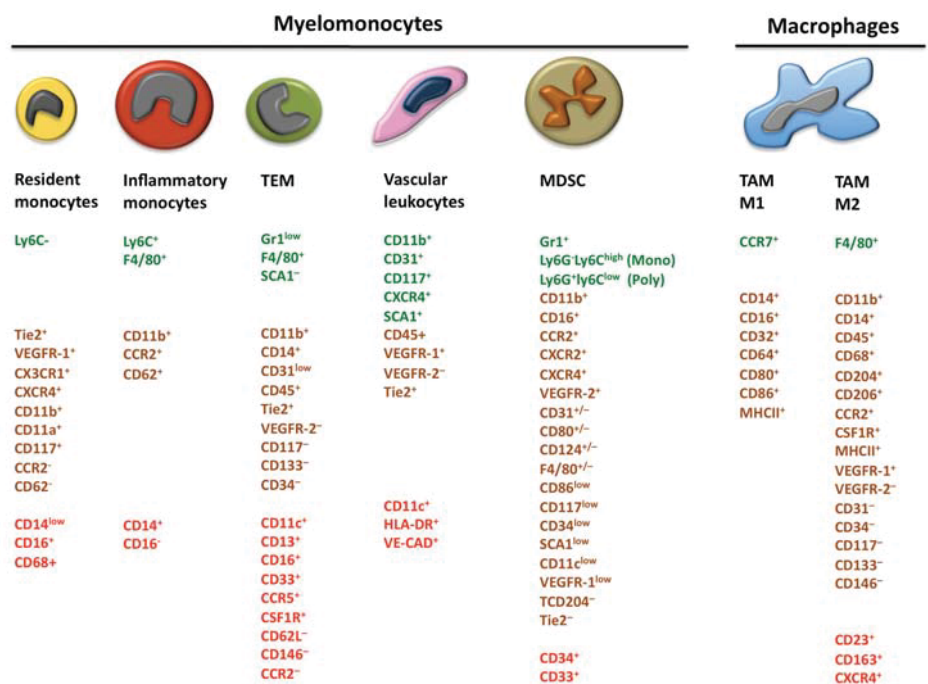 Myelomonocytes
Macrophages
Resident
monocytes
Ly6C-
Tie2⁺
VEGFR-1⁺
CX3CR1⁺
CXCR4⁺
CD11b⁺
CD11a⁺
CD117⁺
CCR2⁻
CD62⁻
CD14ˡᵒʷ
CD16⁺
CD68+
Inflammatory
monocytes
Ly6C⁺
F4/80⁺
CD11b⁺
CCR2⁺
CD62⁺
CD14⁺
CD16⁻
TEM
Gr1ˡᵒʷ
F4/80⁺
SCA1⁻
CD11b⁺
CD14⁺
CD31ˡᵒʷ
CD45⁺
Tie2⁺
VEGFR-2⁻
CD117⁻
CD133⁻
CD34⁻
CD11c⁺
CD13⁺
CD16⁺
CD33⁺
CCR5⁺
CSF1R⁺
CD62L⁻
CD146⁻
CCR2⁻
Vascular
leukocytes
CD11b⁺
CD31⁺
CD117⁺
CXCR4⁺
SCA1⁺
CD45+
VEGFR-1⁺
VEGFR-2⁻
Tie2⁺
CD11c⁺
HLA-DR⁺
VE-CAD⁺
MDSC
Gr1⁺
Ly6G⁻Ly6Cʰⁱᵍʰ (Mono)
Ly6G⁺ly6Cˡᵒʷ (Poly)
CD11b⁺
CD16⁺
CCR2⁺
CXCR2⁺
CXCR4⁺
VEGFR-2⁺
CD31⁺/⁻
CD80⁺/⁻
CD124⁺/⁻
F4/80⁺/⁻
CD86ˡᵒʷ
CD117ˡᵒʷ
CD34ˡᵒʷ
SCA1ˡᵒʷ
CD11cˡᵒʷ
VEGFR-1ˡᵒʷ
TCD204⁻
Tie2⁻
CD34⁺
CD33⁺
TAM
M1
CCR7⁺
CD14⁺
CD16⁺
CD32⁺
CD64⁺
CD80⁺
CD86⁺
MHCII⁺
TAM
M2
F4/80⁺
CD11b⁺
CD14⁺
CD45⁺
CD68⁺
CD204⁺
CD206⁺
CCR2⁺
CSF1R⁺
MHCII⁺
VEGFR-1⁺
VEGFR-2⁻
CD31⁻
CD34⁻
CD117⁻
CD133⁻
CD146⁻
CD23⁺
CD163⁺
CXCR4⁺